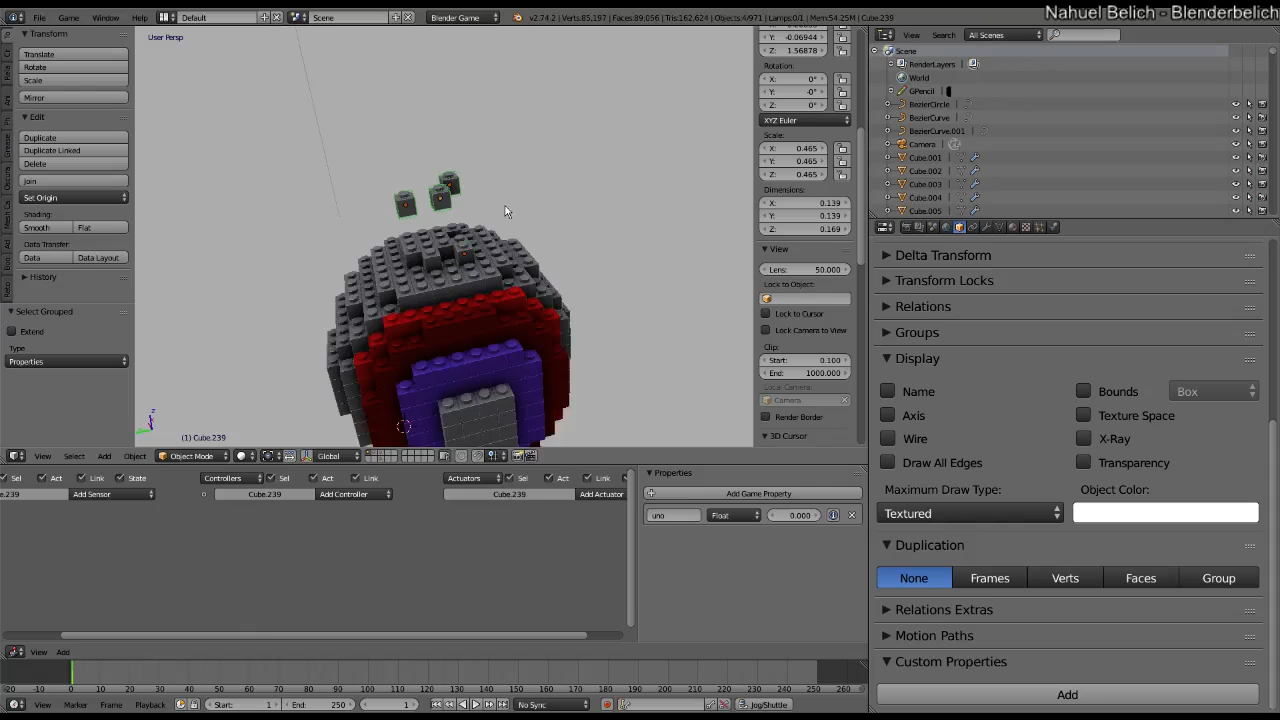 Nahuel Belich - Blenderbelich
File Game Window Help Default Scene Blender Game v2.74.2 | Verts:85,197 | Faces:89,056 | Tris:162,624 | Objects:4/971 | Lamps:0/1 | Mem:54.25M | Cube.239
Transform
Translate
Rotate
Scale
Mirror
Edit
Duplicate
Duplicate Linked
Delete
Join
Set Origin
Shading:
Smooth Flat
Data Transfer:
Data Data Layout
History
Select Grouped
Extend
Type
Properties
User Persp
(1) Cube.239
Y: -0.06944
Z: 1.56878
Rotation:
X: 0°
Y: -0°
Z: 0°
XYZ Euler
Scale:
X: 0.465
Y: 0.465
Z: 0.465
Dimensions:
X: 0.139
Y: 0.139
Z: 0.169
View
Lens: 50.000
Lock to Object:
Lock to Cursor
Lock Camera to View
Clip:
Start: 0.100
End: 1000.000
Local Camera:
Camera
Render Border
3D Cursor
View Search All Scenes
Scene
RenderLayers
World
GPencil
BezierCircle
BezierCurve
BezierCurve.001
Camera
Cube.001
Cube.002
Cube.003
Cube.004
Cube.005
Delta Transform
Transform Locks
Relations
Groups
Display
Name Bounds Box
Axis Texture Space
Wire X-Ray
Draw All Edges Transparency
Maximum Draw Type: Object Color:
Textured
Duplication
None Frames Verts Faces Group
Relations Extras
Motion Paths
Custom Properties
Add
View Select Add Object Object Mode Global
Sel Act Link State Controllers Sel Act Link Actuators Sel Act Link
e.239 Add Sensor Cube.239 Add Controller Cube.239 Add Actuator
Properties
Add Game Property
uno Float 0.000
View Add
-20 -10 0 10 20 30 40 50 60 70 80 90 100 110 120 130 140 150 160 170 180 190 200 210 220 230 240 250 260
View Marker Frame Playback Start: 1 End: 250 1 No Sync Jog/Shuttle